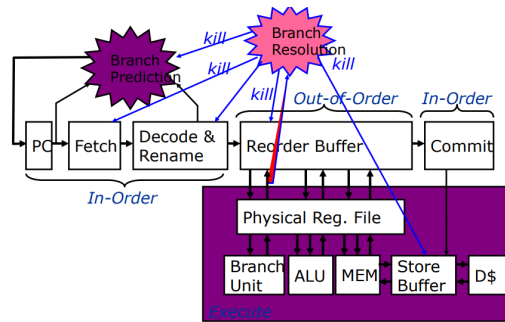 Branch
Prediction
kill
Branch
Resolution
kill
kill
kill
Out-of-Order
In-Order
PC
Fetch
Decode &
Rename
Reorder Buffer
Commit
In-Order
Physical Reg. File
Branch
Unit
ALU
MEM
Store
Buffer
D$
Execute